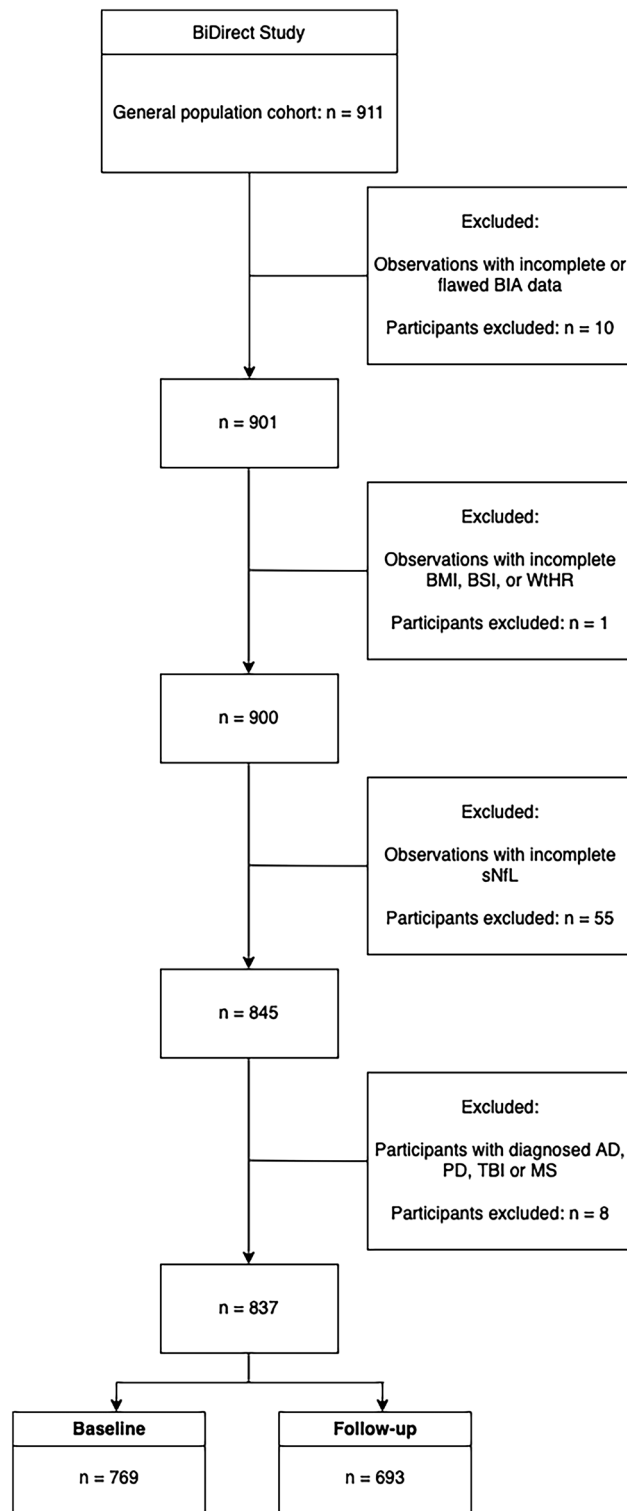 BiDirect Study
General population cohort: n = 911
Excluded:
Observations with incomplete or
flawed BIA data
Participants excluded: n = 10
n = 901
Excluded:
Observations with incomplete
BMI, BSI, or WtHR
Participants excluded: n = 1
n = 900
Excluded:
Observations with incomplete
sNfL
Participants excluded: n = 55
n = 845
Excluded:
Participants with diagnosed AD,
PD, TBI or MS
Participants excluded: n = 8
n = 837
Baseline
n = 769
Follow-up
n = 693